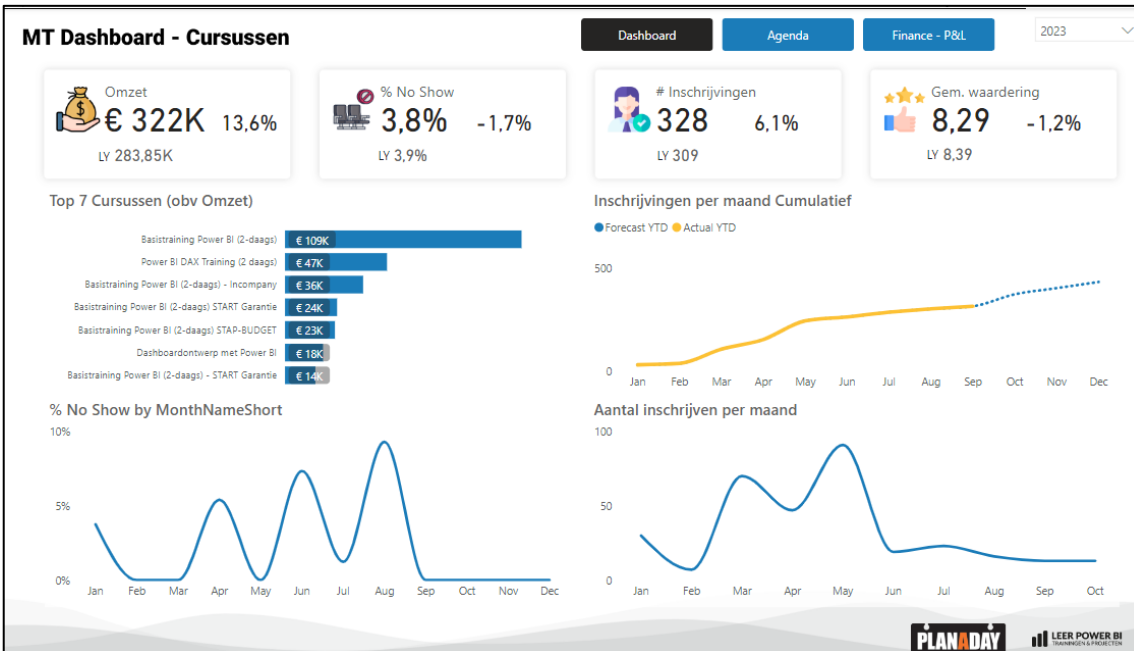 MT Dashboard - Cursussen
Dashboard
Agenda
Finance - P&L
2023
Omzet
€ 322K 13,6%
LY 283,85K
% No Show
3,8% -1,7%
LY 3,9%
# Inschrijvingen
328 6,1%
LY 309
Gem. waardering
8,29 -1,2%
LY 8,39
Top 7 Cursussen (obv Omzet)
Basistraining Power BI (2-daags) € 109K
Power BI DAX Training (2 daags) € 47K
Basistraining Power BI (2-daags) - Incompany € 36K
Basistraining Power BI (2-daags) START Garantie € 24K
Basistraining Power BI (2-daags) STAP-BUDGET € 23K
Dashboardontwerp met Power BI € 18K
Basistraining Power BI (2-daags) - START Garantie € 14K
Inschrijvingen per maand Cumulatief
Forecast YTD Actual YTD
500
0
Jan Feb Mar Apr May Jun Jul Aug Sep Oct Nov Dec
% No Show by MonthNameShort
10%
5%
0%
Jan Feb Mar Apr May Jun Jul Aug Sep Oct Nov Dec
Aantal inschrijven per maand
100
50
0
Jan Feb Mar Apr May Jun Jul Aug Sep Oct
PLANADAY
LEER POWER BI
TRAININGEN & PROJECTEN